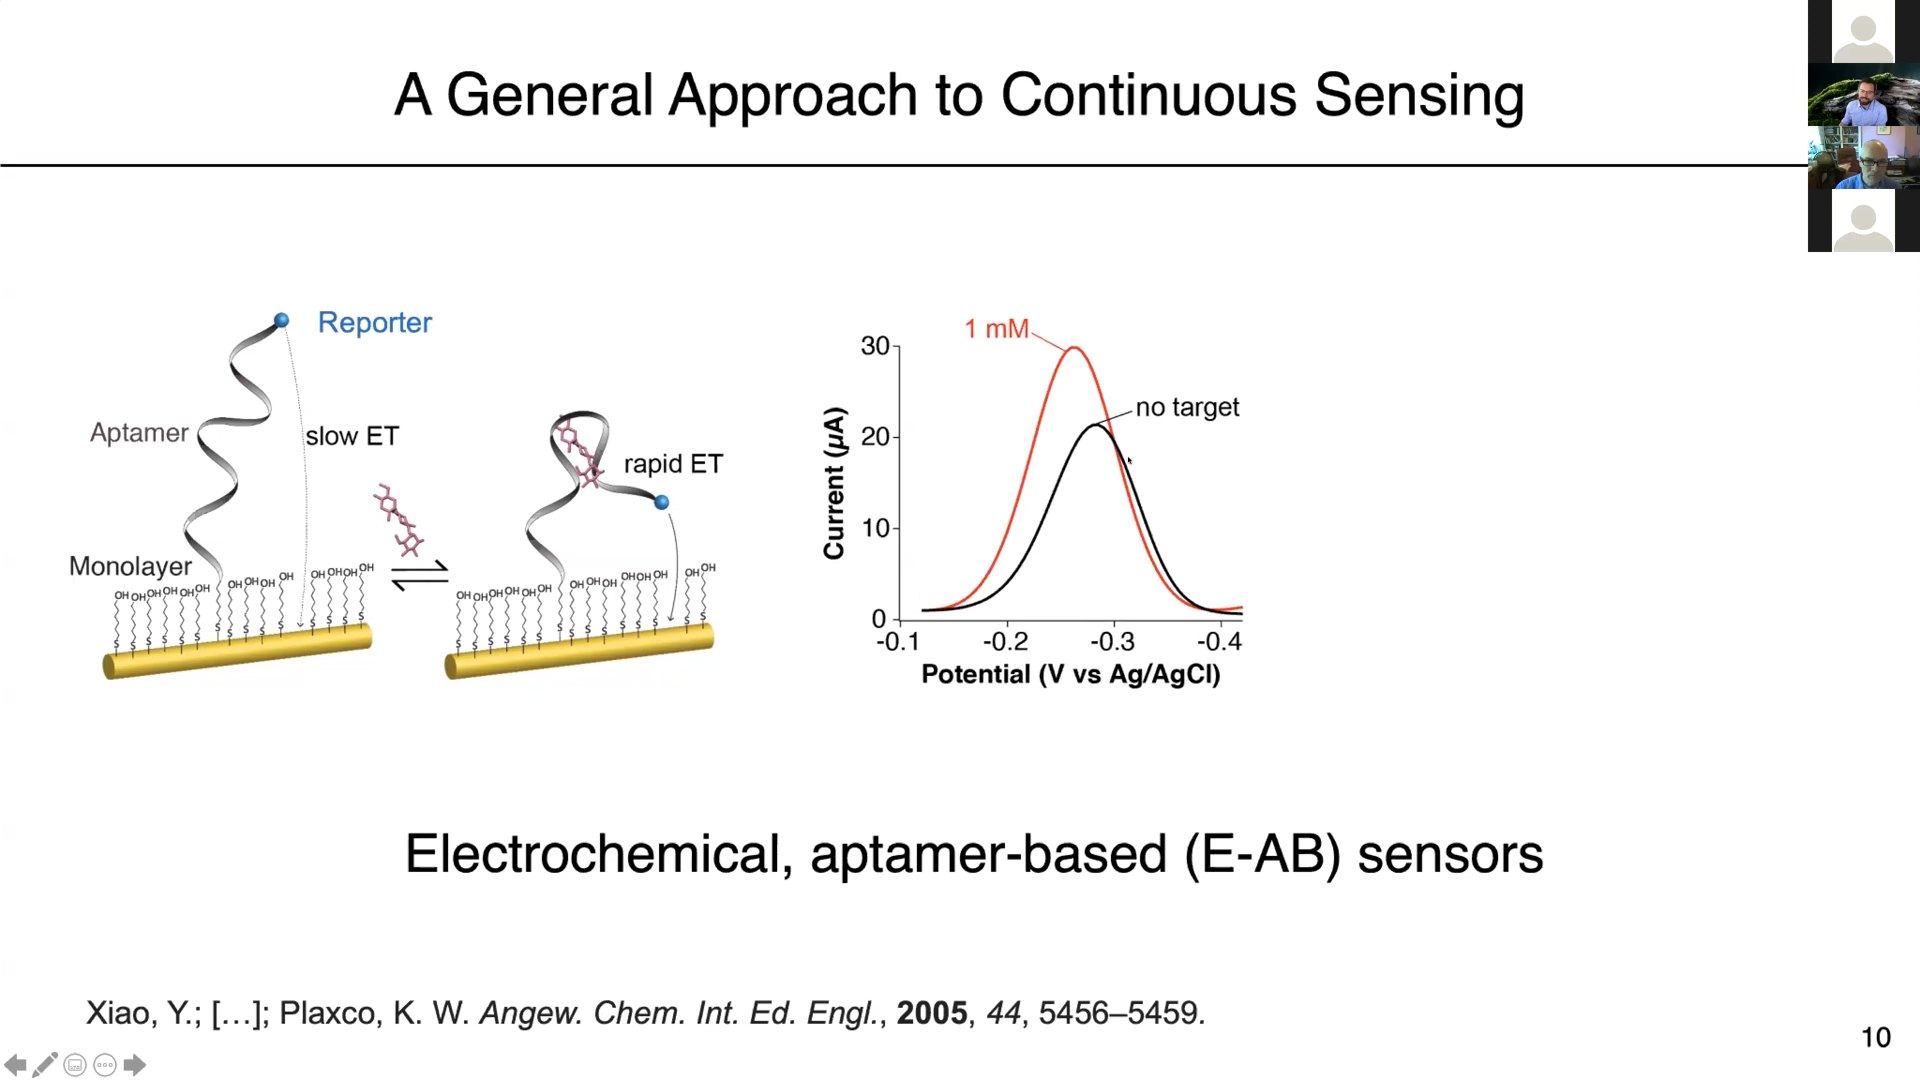 A General Approach to Continuous Sensing
Reporter
Aptamer
slow ET
Monolayer
OH OH OH OH OH OH OH OH OH OH OH OH OH OH
S S S S S S S S S S S S S S
rapid ET
OH OH OH OH OH OH OH OH OH OH OH OH OH OH
S S S S S S S S S S S S S
1 mM
no target
30
20
10
0
Current (µA)
-0.1 -0.2 -0.3 -0.4
Potential (V vs Ag/AgCl)
Electrochemical, aptamer-based (E-AB) sensors
Xiao, Y.; […]; Plaxco, K. W. Angew. Chem. Int. Ed. Engl., 2005, 44, 5456–5459.
10